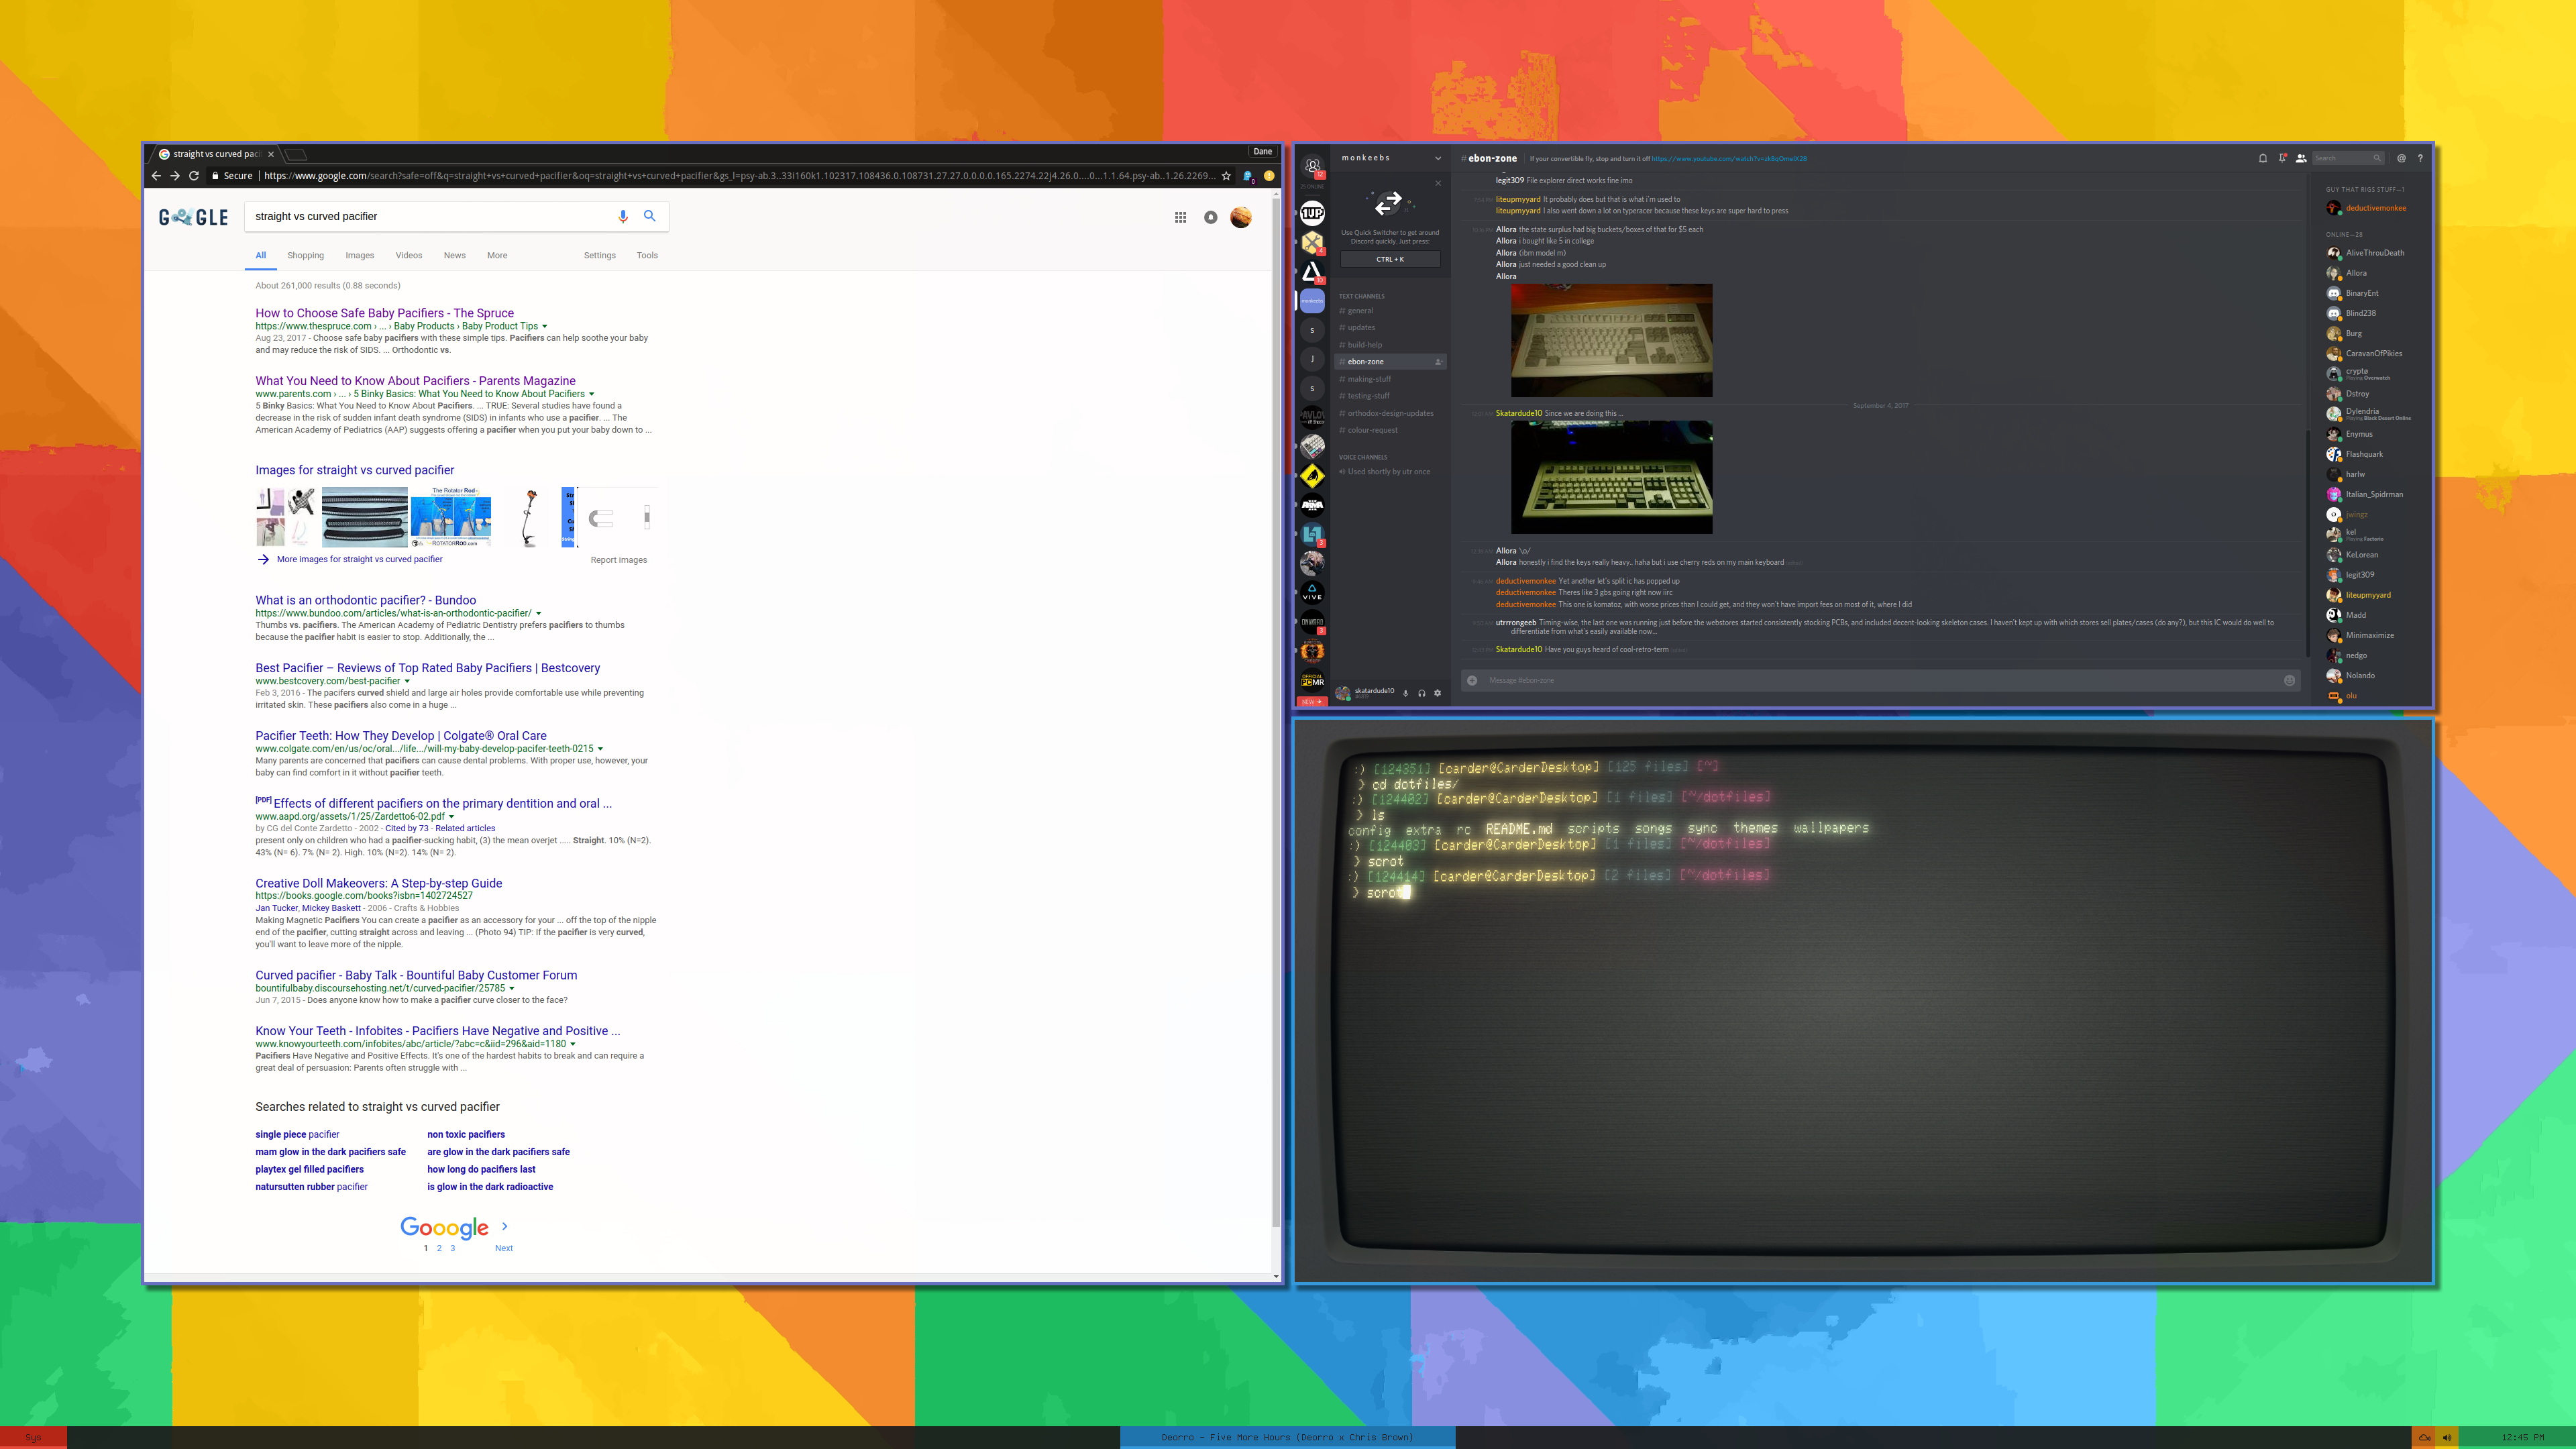 straight vs curved paci
Dane
Secure https://www.google.com/search?safe=off&q=straight+vs+curved+pacifier&oq=straight+vs+curved+pacifier&gs_l=psy-ab.3..33i160k1.102317.108436.0.108731.27.27.0.0.0.0.165.2274.22j4.26.0....0...1.1.64.psy-ab..1.26.2269...
GOOGLE
straight vs curved pacifier
All Shopping Images Videos News More Settings Tools
About 261,000 results (0.88 seconds)
How to Choose Safe Baby Pacifiers - The Spruce
https://www.thespruce.com › ... › Baby Products › Baby Product Tips
Aug 23, 2017 - Choose safe baby pacifiers with these simple tips. Pacifiers can help soothe your baby
and may reduce the risk of SIDS. ... Orthodontic vs.
What You Need to Know About Pacifiers - Parents Magazine
www.parents.com › ... › 5 Binky Basics: What You Need to Know About Pacifiers
5 Binky Basics: What You Need to Know About Pacifiers. ... TRUE: Several studies have found a
decrease in the risk of sudden infant death syndrome (SIDS) in infants who use a pacifier. ... The
American Academy of Pediatrics (AAP) suggests offering a pacifier when you put your baby down to ...
Images for straight vs curved pacifier
The Rotator Rod
ROTATORROD.COM
More images for straight vs curved pacifier
Report images
What is an orthodontic pacifier? - Bundoo
https://www.bundoo.com/articles/what-is-an-orthodontic-pacifier/
Thumbs vs. pacifiers. The American Academy of Pediatric Dentistry prefers pacifiers to thumbs
because the pacifier habit is easier to stop. Additionally, the ...
Best Pacifier – Reviews of Top Rated Baby Pacifiers | Bestcovery
www.bestcovery.com/best-pacifier
Feb 3, 2016 - The pacifers curved shield and large air holes provide comfortable use while preventing
irritated skin. These pacifiers also come in a huge ...
Pacifier Teeth: How They Develop | Colgate® Oral Care
www.colgate.com/en/us/oc/oral.../life.../will-my-baby-develop-pacifer-teeth-0215
Many parents are concerned that pacifiers can cause dental problems. With proper use, however, your
baby can find comfort in it without pacifier teeth.
[PDF] Effects of different pacifiers on the primary dentition and oral ...
www.aapd.org/assets/1/25/Zardetto6-02.pdf
by CG del Conte Zardetto - 2002 - Cited by 73 - Related articles
present only on children who had a pacifier-sucking habit, (3) the mean overjet ..... Straight. 10% (N=2).
43% (N= 6). 7% (N= 2). High. 10% (N=2). 14% (N= 2).
Creative Doll Makeovers: A Step-by-step Guide
https://books.google.com/books?isbn=1402724527
Jan Tucker, Mickey Baskett - 2006 - Crafts & Hobbies
Making Magnetic Pacifiers You can create a pacifier as an accessory for your ... off the top of the nipple
end of the pacifier, cutting straight across and leaving ... (Photo 94) TIP: If the pacifier is very curved,
you'll want to leave more of the nipple.
Curved pacifier - Baby Talk - Bountiful Baby Customer Forum
bountifulbaby.discoursehosting.net/t/curved-pacifier/25785
Jun 7, 2015 - Does anyone know how to make a pacifier curve closer to the face?
Know Your Teeth - Infobites - Pacifiers Have Negative and Positive ...
www.knowyourteeth.com/infobites/abc/article/?abc=c&iid=296&aid=1180
Pacifiers Have Negative and Positive Effects. It's one of the hardest habits to break and can require a
great deal of persuasion: Parents often struggle with ...
Searches related to straight vs curved pacifier
single piece pacifier non toxic pacifiers
mam glow in the dark pacifiers safe are glow in the dark pacifiers safe
playtex gel filled pacifiers how long do pacifiers last
natursutten rubber pacifier is glow in the dark radioactive
Gooogle
1 2 3 Next
12
1UP
4
10
S
J
S
3
VIVE
3
OFFICIAL
PCMR
NEW
monkeebs
Use Quick Switcher to get around
Discord quickly. Just press:
CTRL + K
TEXT CHANNELS
# general
# updates
# build-help
# ebon-zone
# making-stuff
# testing-stuff
# orthodox-design-updates
# colour-request
VOICE CHANNELS
Used shortly by utr once
skatardude10
# ebon-zone If your convertible fly, stop and turn it off
Search
legit309 File explorer direct works fine imo
liteupmyyard It probably does but that is what i'm used to
liteupmyyard I also went down a lot on typeracer because these keys are super hard to press
Allora the state surplus had big buckets/boxes of that for $5 each
Allora i bought like 5 in college
Allora (ibm model m)
Allora just needed a good clean up
Allora
September 4, 2017
Skatardude10 Since we are doing this ...
Allora \o/
Allora honestly i find the keys really heavy.. haha but i use cherry reds on my main keyboard
deductivemonkee Yet another let's split ic has popped up
deductivemonkee Theres like 3 gbs going right now iirc
deductivemonkee This one is komatoz, with worse prices than I could get, and they won't have import fees on most of it, where I did
utrrrongeeb Timing-wise, the last one was running just before the webstores started consistently stocking PCBs, and included decent-looking skeleton cases. I haven't kept up with which stores sell plates/cases (do any?), but this IC would do well to
differentiate from what's easily available now...
Skatardude10 Have you guys heard of cool-retro-term
Message #ebon-zone
GUY THAT RIGS STUFF—1
deductivemonkee
ONLINE—28
AliveThrouDeath
Allora
BinaryEnt
Blind238
Burg
CaravanOfPikies
cryptø
Playing Overwatch
Dstroy
Dylendria
Playing Black Desert Online
Enymus
Flashquark
harlw
Italian_Spidrman
jwingz
kel
Playing Factorio
KeLorean
legit309
liteupmyyard
Madd
Minimaximize
nedgo
Nolando
olu
:) [124351] [carder@CarderDesktop] [125 files] [~]
> cd dotfiles/
:) [124402] [carder@CarderDesktop] [1 files] [~/dotfiles]
> ls
config extra rc README.md scripts songs sync themes wallpapers
:) [124403] [carder@CarderDesktop] [1 files] [~/dotfiles]
> scrot
:) [124414] [carder@CarderDesktop] [2 files] [~/dotfiles]
> scrot
Sys
Deorro - Five More Hours (Deorro x Chris Brown)
12:45 PM